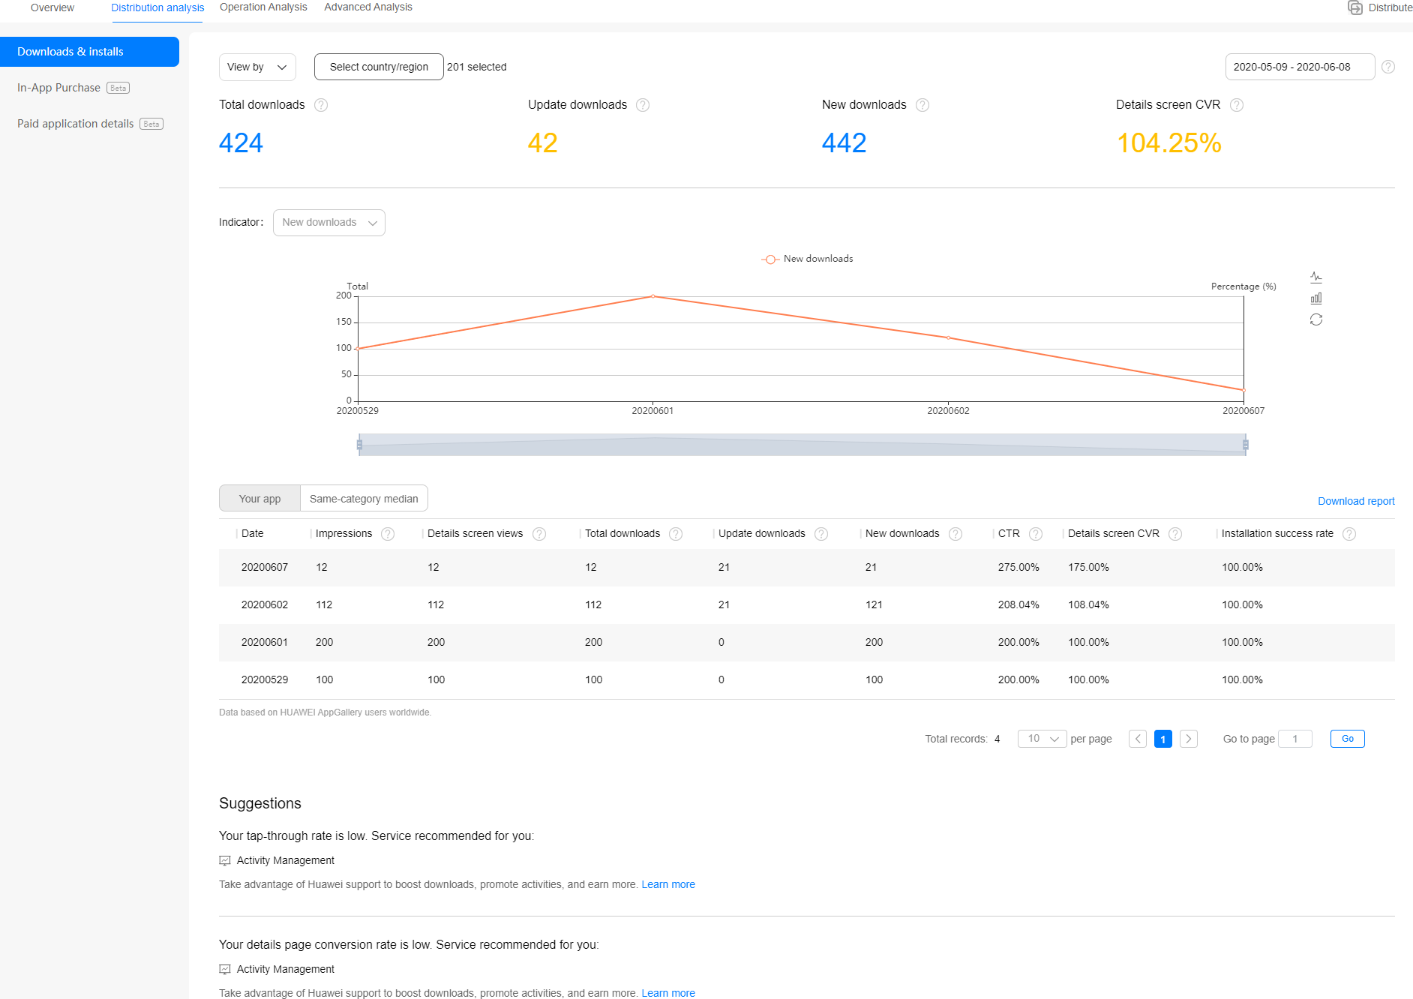 Overview Distribution analysis Operation Analysis Advanced Analysis Distribute
Downloads & installs
In-App Purchase Beta
Paid application details Beta
View by Select country/region 201 selected 2020-05-09 - 2020-06-08
Total downloads Update downloads New downloads Details screen CVR
424 42 442 104.25%
Indicator: New downloads
New downloads
Total Percentage (%)
200
150
100
50
0
20200529 20200601 20200602 20200607
Your app Same-category median Download report
Date Impressions Details screen views Total downloads Update downloads New downloads CTR Details screen CVR Installation success rate
20200607 12 12 12 21 21 275.00% 175.00% 100.00%
20200602 112 112 112 21 121 208.04% 108.04% 100.00%
20200601 200 200 200 0 200 200.00% 100.00% 100.00%
20200529 100 100 100 0 100 200.00% 100.00% 100.00%
Data based on HUAWEI AppGallery users worldwide.
Total records: 4 10 per page < 1 > Go to page 1 Go
Suggestions
Your tap-through rate is low. Service recommended for you:
Activity Management
Take advantage of Huawei support to boost downloads, promote activities, and earn more. Learn more
Your details page conversion rate is low. Service recommended for you:
Activity Management
Take advantage of Huawei support to boost downloads, promote activities, and earn more. Learn more